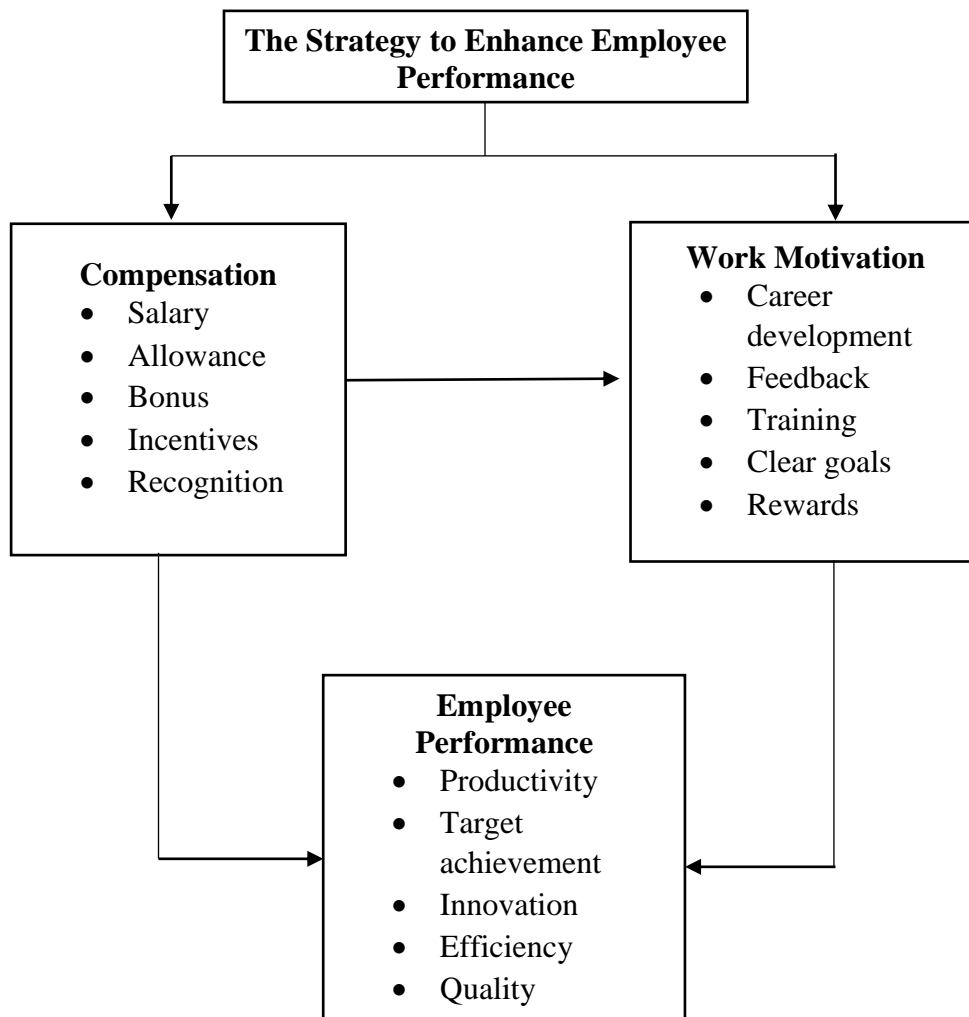 The Strategy to Enhance Employee
Performance
Compensation
• Salary
• Allowance
• Bonus
• Incentives
• Recognition
Work Motivation
• Career
development
• Feedback
• Training
• Clear goals
• Rewards
Employee
Performance
• Productivity
• Target
achievement
• Innovation
• Efficiency
• Quality